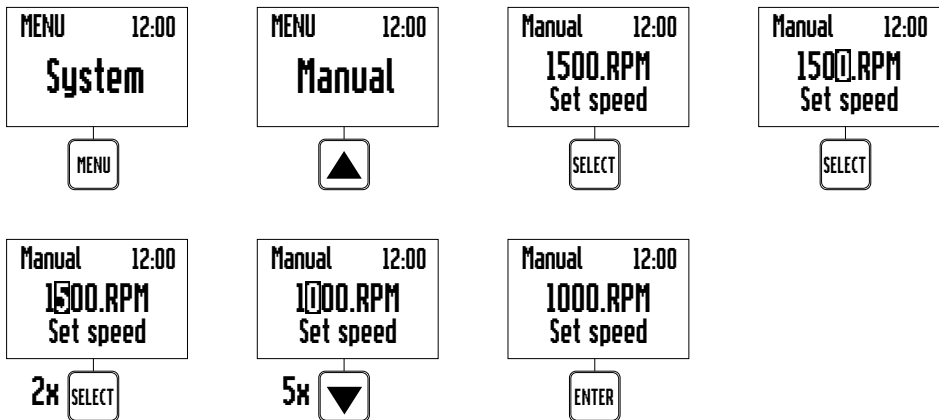 MENU 12:00
System
MENU
MENU 12:00
Manual
Manual 12:00
1500.RPM
Set speed
SELECT
Manual 12:00
1500.RPM
Set speed
SELECT
Manual 12:00
1500.RPM
Set speed
2x SELECT
Manual 12:00
1000.RPM
Set speed
5x
Manual 12:00
1000.RPM
Set speed
ENTER